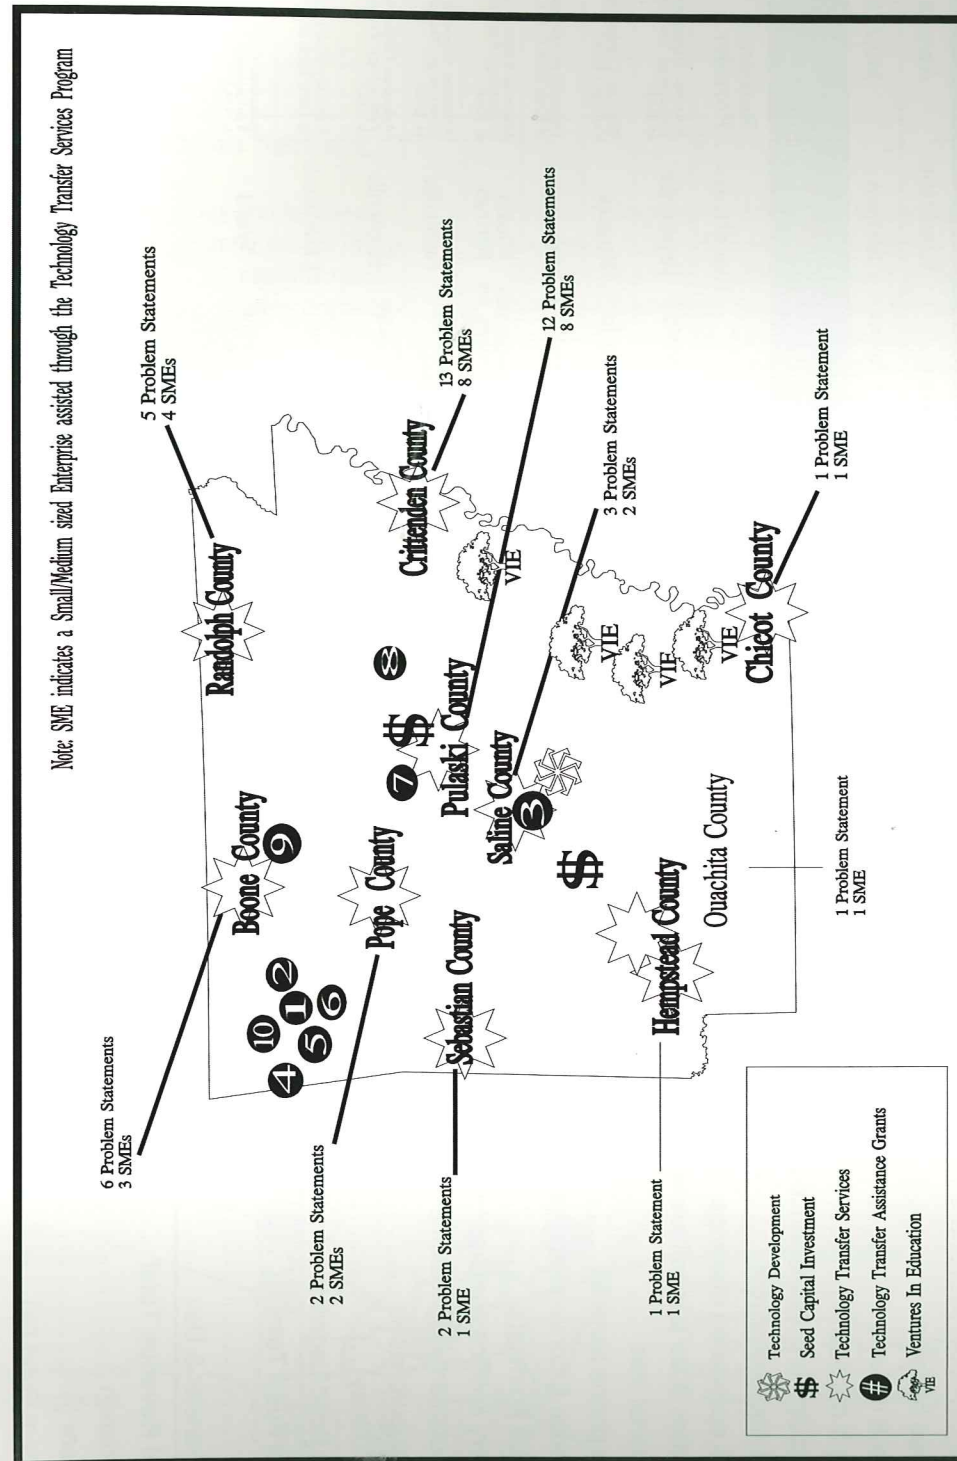 Note: SME indicates a Small/Medium sized Enterprise assisted through the Technology Transfer Services Program
6 Problem Statements
3 SMEs
5 Problem Statements
4 SMEs
Boone County
9
Randolph County
4
10
5
1
6
2
2 Problem Statements
2 SMEs
Pope County
7
$
8
Crittenden County
13 Problem Statements
8 SMEs
2 Problem Statements
1 SME
Sebastian County
Pulaski County
12 Problem Statements
8 SMEs
VIE
Saline County
3
3 Problem Statements
2 SMEs
$
VIE
VIE
VIE
1 Problem Statement
1 SME
Hempstead County
Ouachita County
1 Problem Statement
1 SME
Chicot County
1 Problem Statement
1 SME
Technology Development
$ Seed Capital Investment
Technology Transfer Services
# Technology Transfer Assistance Grants
VIE Ventures In Education